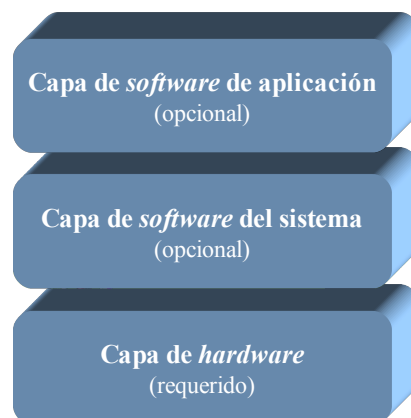 Capa de software de aplicación
(opcional)
Capa de software del sistema
(opcional)
Capa de hardware
(requerido)